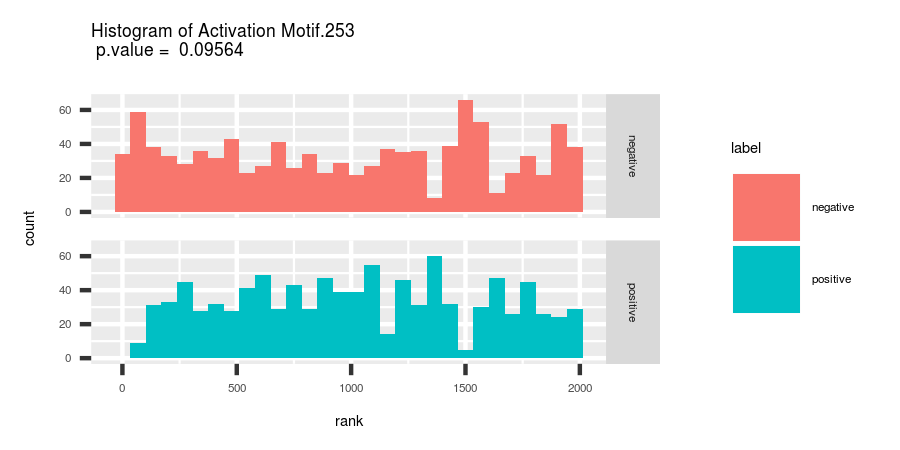 Histogram of Activation Motif.253
p.value = 0.09564
count
60
40
20
0
negative
60
40
20
0
positive
0 500 1000 1500 2000
rank
label
negative
positive